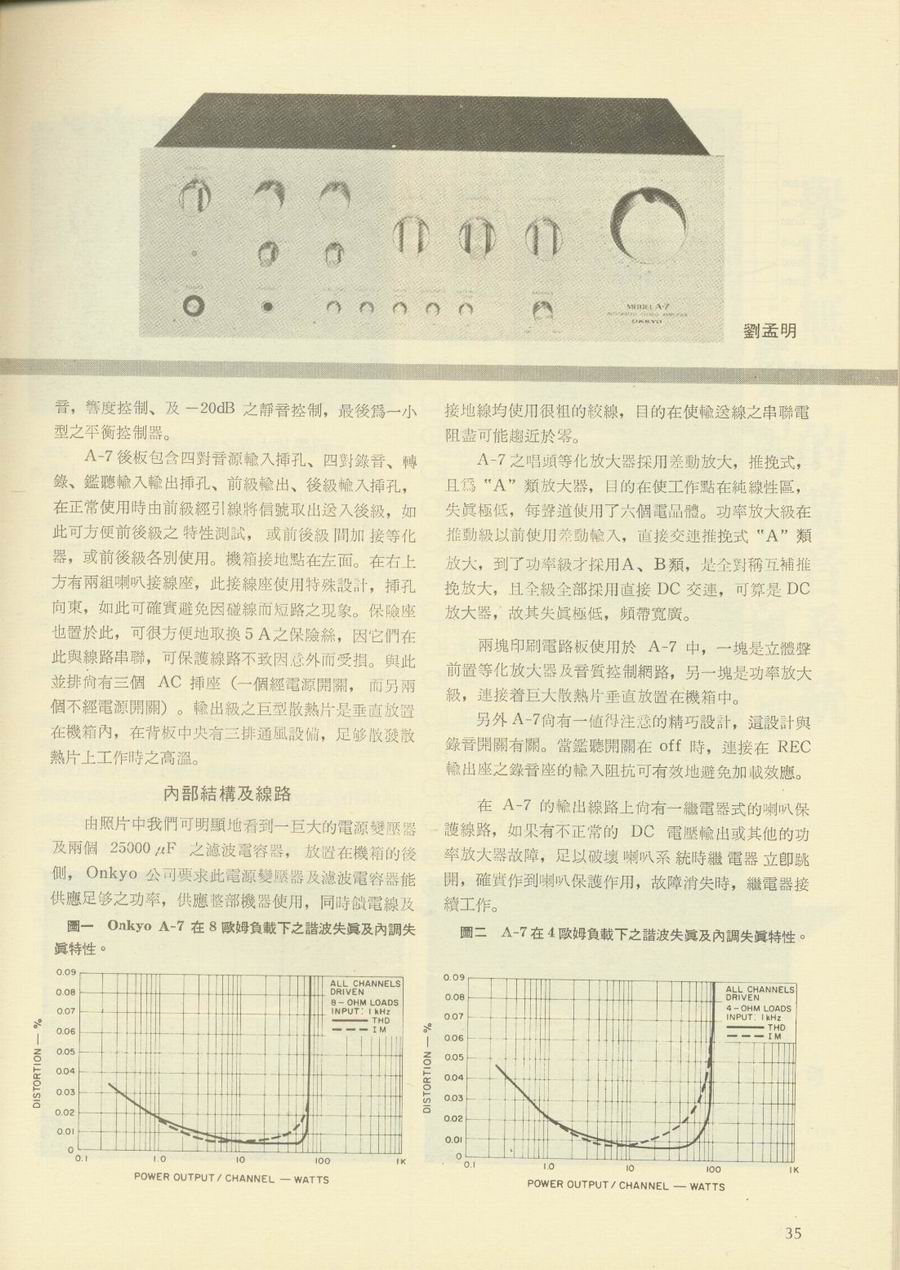 MODEL A-7
INTEGRATED STEREO AMPLIFIER
ONKYO
劉孟明
音，響度控制、及 −20dB 之靜音控制，最後爲一小
型之平衡控制器。
A-7後板包含四對音源輸入揷孔、四對錄音、轉
錄、鑑聽輸入輸出揷孔、前級輸出、後級輸入揷孔，
在正常使用時由前級經引線將信號取出送入後級，如
此可方便前後級之特性測試，或前後級間加接等化
器，或前後級各別使用。機箱接地點在左面。在右上
方有兩組喇叭接線座，此接線座使用特殊設計，揷孔
向東，如此可確實避免因碰線而短路之現象。保險座
也置於此，可很方便地取換5A之保險絲，因它們在
此與線路串聯，可保護線路不致因意外而受損。與此
並排尙有三個 AC 揷座（一個經電源開關，而另兩
個不經電源開關）。輸出級之巨型散熱片是垂直放置
在機箱內，在背板中央有三排通風設備，足够散發散
熱片上工作時之高溫。
內部結構及線路
由照片中我們可明顯地看到一巨大的電源變壓器
及兩個 25000 μF 之濾波電容器，放置在機箱的後
側，Onkyo 公司要求此電源變壓器及濾波電容器能
供應足够之功率，供應整部機器使用，同時饋電線及
圖一 Onkyo A-7 在8歐姆負載下之諧波失眞及內調失
眞特性。
接地線均使用很粗的絞線，目的在使輸送線之串聯電
阻盡可能趨近於零。
A-7之唱頭等化放大器採用差動放大，推挽式，
且爲“A”類放大器，目的在使工作點在純線性區，
失眞極低，每聲道使用了六個電晶體。功率放大級在
推動級以前使用差動輸入，直接交連推挽式“A”類
放大，到了功率級才採用A、B類，是全對稱互補推
挽放大，且全級全部採用直接 DC 交連，可算是 DC
放大器，故其失眞極低，頻帶寬廣。
兩塊印刷電路板使用於 A-7 中，一塊是立體聲
前置等化放大器及音質控制網路，另一塊是功率放大
級，連接着巨大散熱片垂直放置在機箱中。
另外A-7尙有一値得注意的精巧設計，這設計與
錄音開關有關。當鑑聽開關在 off 時，連接在 REC
輸出座之錄音座的輸入阻抗可有效地避免加載效應。
在 A-7 的輸出線路上尙有一繼電器式的喇叭保
護線路，如果有不正常的 DC 電壓輸出或其他的功
率放大器故障，足以破壞喇叭系統時繼電器立卽跳
開，確實作到喇叭保護作用，故障消失時，繼電器接
續工作。
圖二 A-7在4歐姆負載下之諧波失眞及內調失眞特性。
0.09
0.08
0.07
0.06
0.05
0.04
0.03
0.02
0.01
0
DISTORTION — %
ALL CHANNELS
DRIVEN
8-OHM LOADS
INPUT: 1 kHz
THD
IM
0.1 1.0 10 100 1K
POWER OUTPUT / CHANNEL — WATTS
0.09
0.08
0.07
0.06
0.05
0.04
0.03
0.02
0.01
0
DISTORTION — %
ALL CHANNELS
DRIVEN
4-OHM LOADS
INPUT: 1 kHz
THD
IM
0.1 1.0 10 100 1K
POWER OUTPUT / CHANNEL — WATTS
35